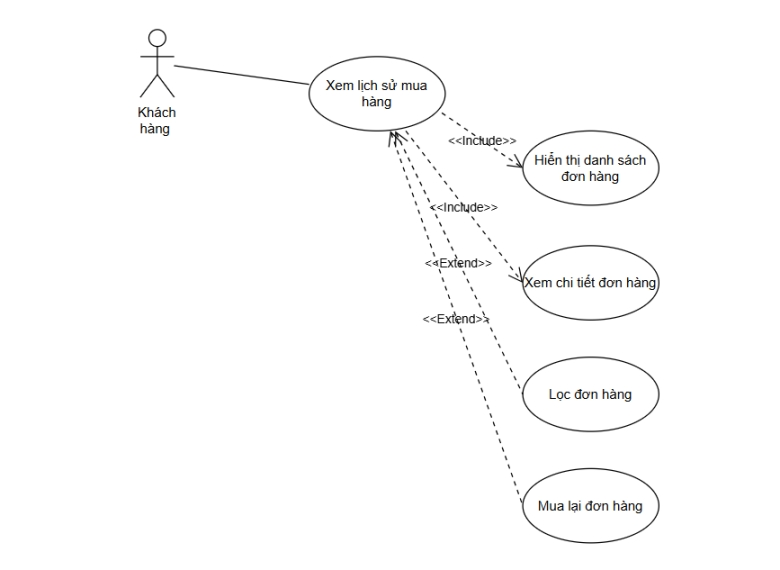 Khách
hàng
Xem lịch sử mua
hàng
<<Include>>
Hiển thị danh sách
đơn hàng
<<Include>>
<<Extend>>
Xem chi tiết đơn hàng
<<Extend>>
Lọc đơn hàng
Mua lại đơn hàng